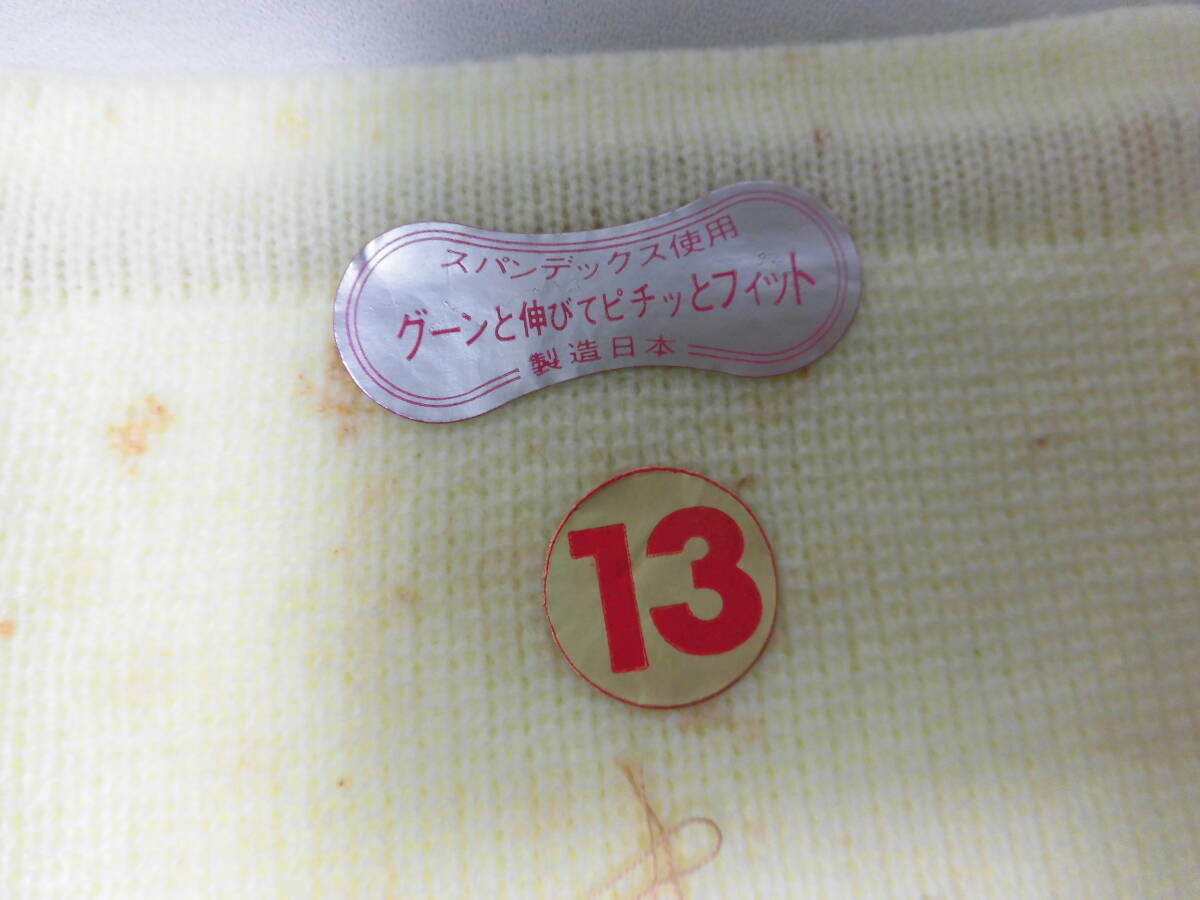 スパンデックス使用
グーンと伸びてピチッとフィット
製造日本
13